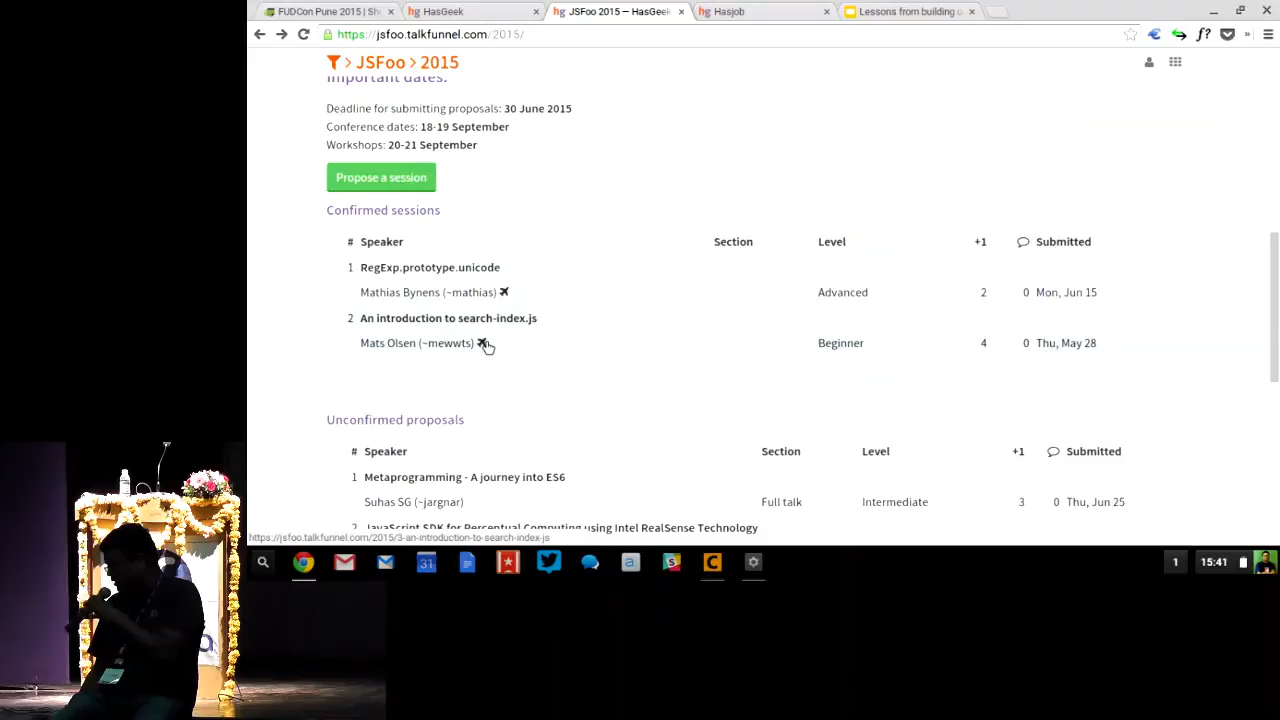 FUDCon Pune 2015 | Sh
HasGeek
JSFoo 2015 — HasGeek
Hasjob
Lessons from building o
https://jsfoo.talkfunnel.com/2015/
JSFoo > 2015
Important dates:
Deadline for submitting proposals: 30 June 2015
Conference dates: 18-19 September
Workshops: 20-21 September
Propose a session
Confirmed sessions
# Speaker Section Level +1 Submitted
1 RegExp.prototype.unicode
Mathias Bynens (~mathias) Advanced 2 0 Mon, Jun 15
2 An introduction to search-index.js
Mats Olsen (~mewwts) Beginner 4 0 Thu, May 28
Unconfirmed proposals
# Speaker Section Level +1 Submitted
1 Metaprogramming - A journey into ES6
Suhas SG (~jargnar) Full talk Intermediate 3 0 Thu, Jun 25
2 JavaScript SDK for Perceptual Computing using Intel RealSense Technology
https://jsfoo.talkfunnel.com/2015/3-an-introduction-to-search-index-js
31
1 15:41